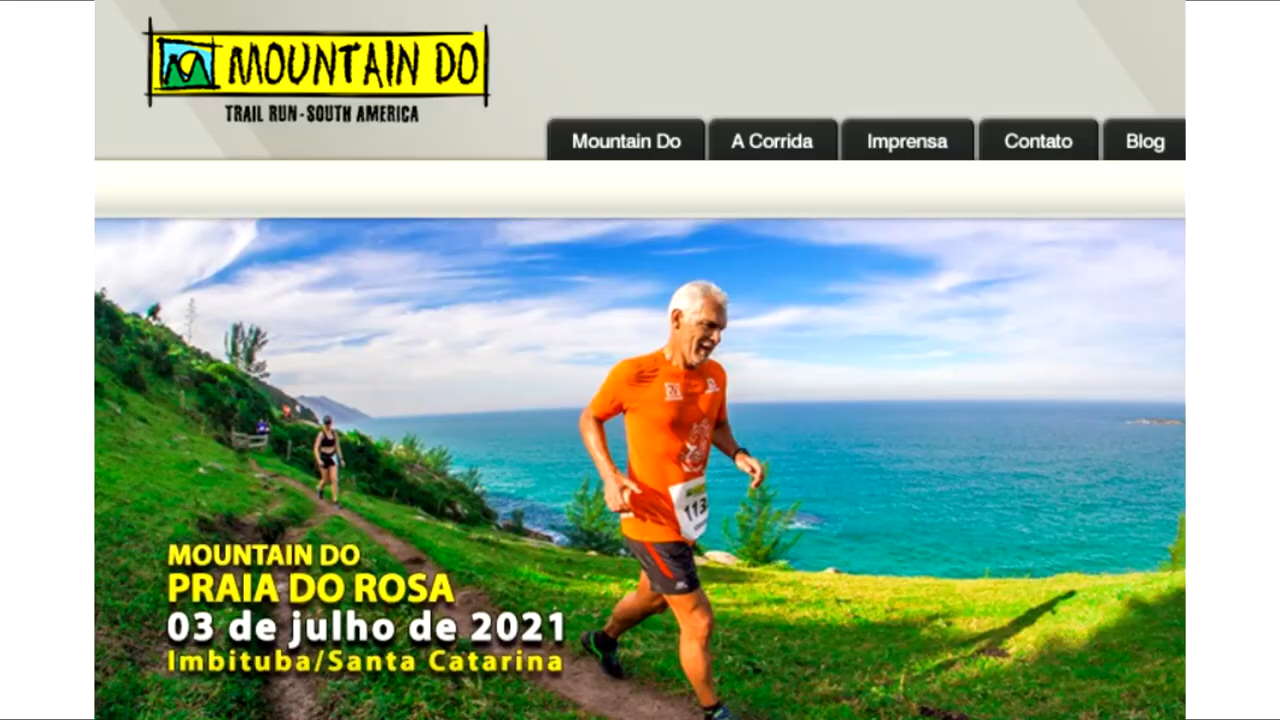 MOUNTAIN DO
TRAIL RUN-SOUTH AMERICA
Mountain Do
A Corrida
Imprensa
Contato
Blog
113
MOUNTAIN DO
PRAIA DO ROSA
03 de julho de 2021
Imbituba/Santa Catarina